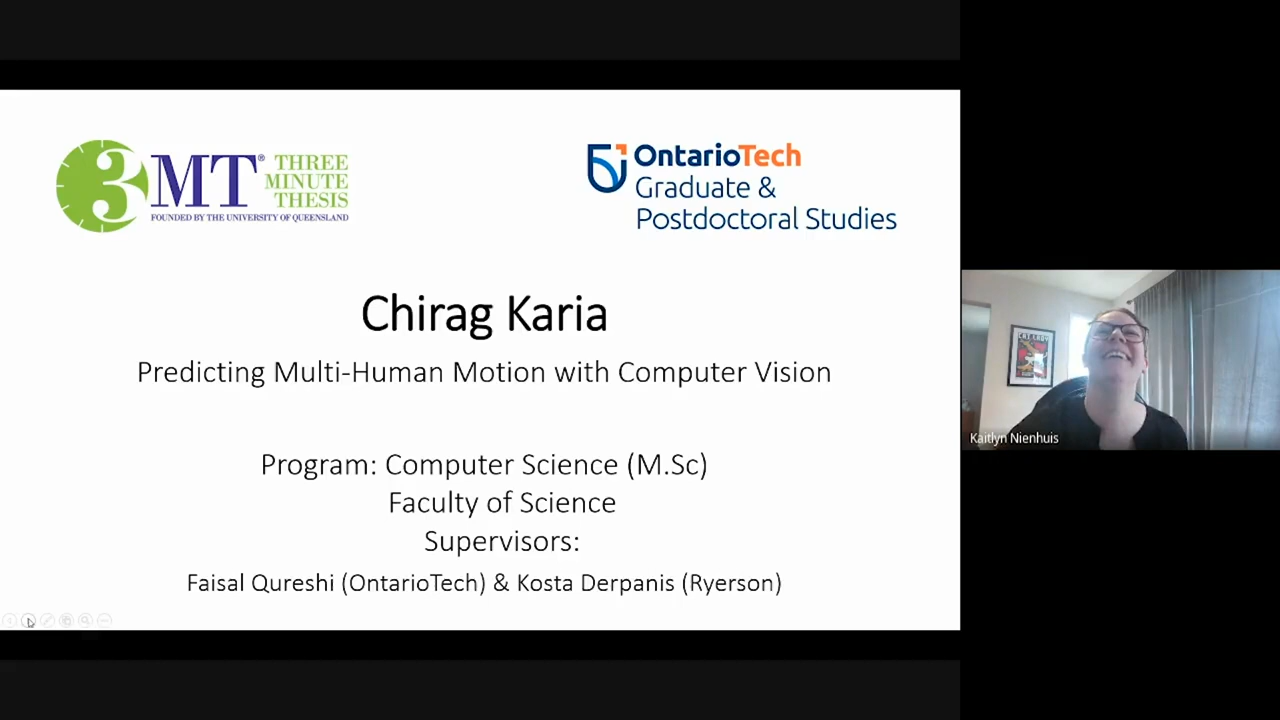 3MT® THREE
MINUTE
THESIS
FOUNDED BY THE UNIVERSITY OF QUEENSLAND
OntarioTech
Graduate &
Postdoctoral Studies
Chirag Karia
Predicting Multi-Human Motion with Computer Vision
Program: Computer Science (M.Sc)
Faculty of Science
Supervisors:
Faisal Qureshi (OntarioTech) & Kosta Derpanis (Ryerson)
Kaitlyn Nienhuis